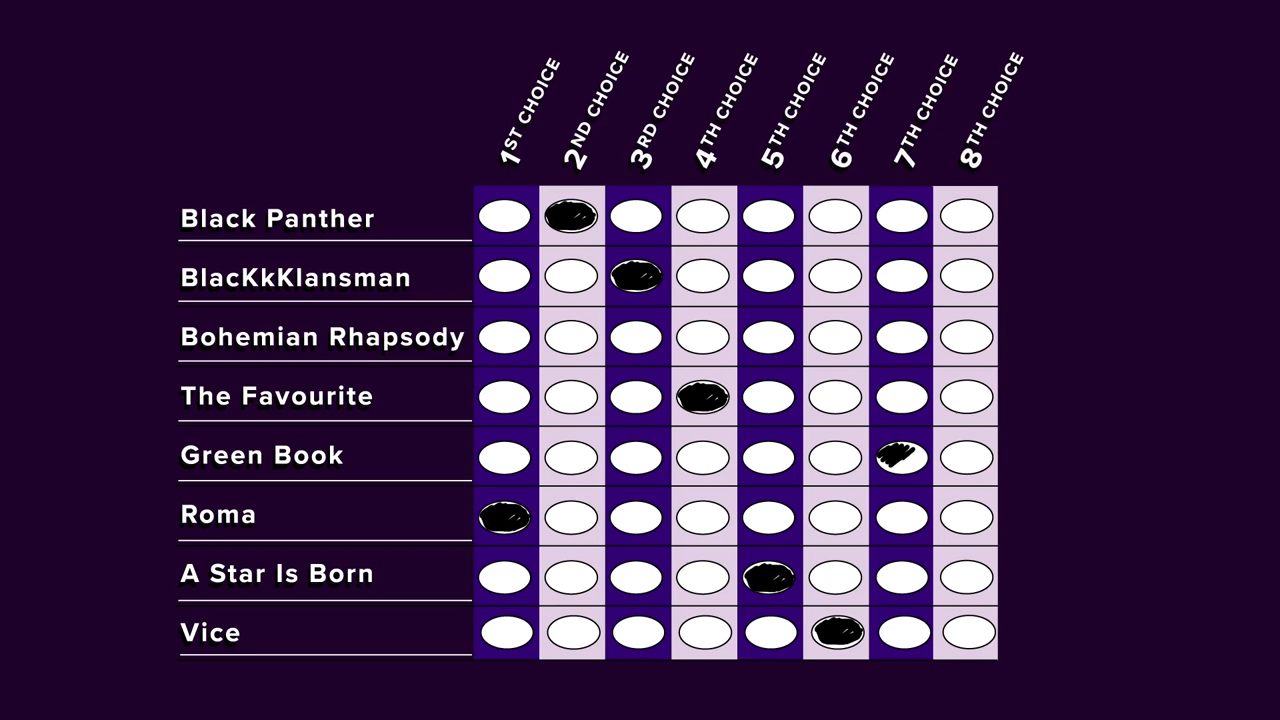 1ST CHOICE
2ND CHOICE
3RD CHOICE
4TH CHOICE
5TH CHOICE
6TH CHOICE
7TH CHOICE
8TH CHOICE
Black Panther
BlacKkKlansman
Bohemian Rhapsody
The Favourite
Green Book
Roma
A Star Is Born
Vice